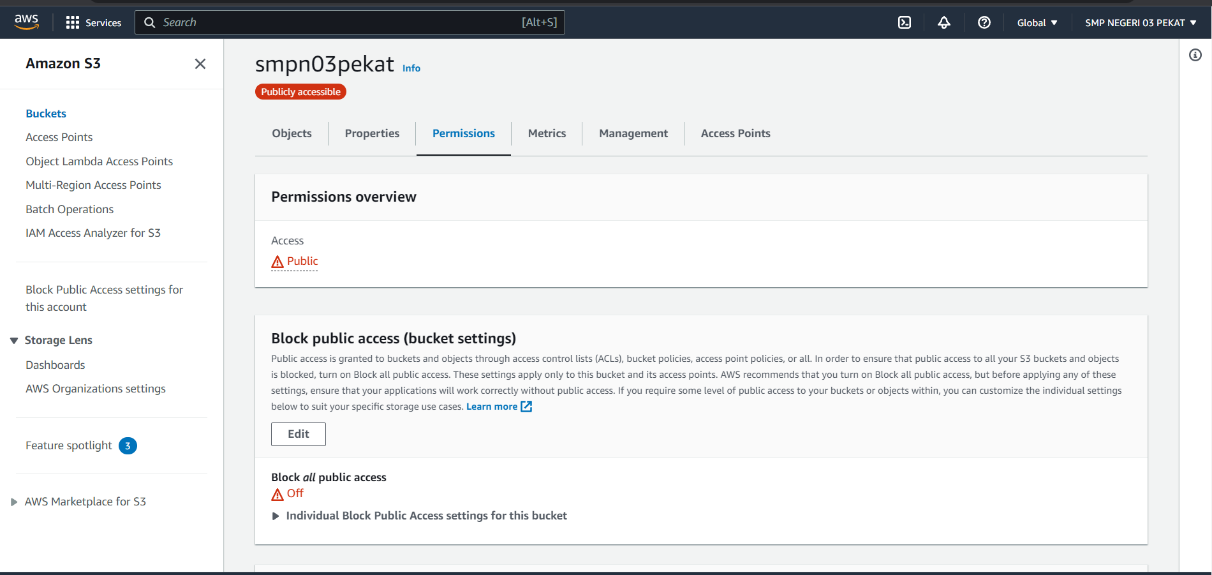 aws
Services
Search
[Alt+S]
Global
SMP NEGERI 03 PEKAT
Amazon S3
Buckets
Access Points
Object Lambda Access Points
Multi-Region Access Points
Batch Operations
IAM Access Analyzer for S3
Block Public Access settings for
this account
Storage Lens
Dashboards
AWS Organizations settings
Feature spotlight 3
AWS Marketplace for S3
smpn03pekat Info
Publicly accessible
Objects
Properties
Permissions
Metrics
Management
Access Points
Permissions overview
Access
Public
Block public access (bucket settings)
Public access is granted to buckets and objects through access control lists (ACLs), bucket policies, access point policies, or all. In order to ensure that public access to all your S3 buckets and objects
is blocked, turn on Block all public access. These settings apply only to this bucket and its access points. AWS recommends that you turn on Block all public access, but before applying any of these
settings, ensure that your applications will work correctly without public access. If you require some level of public access to your buckets or objects within, you can customize the individual settings
below to suit your specific storage use cases. Learn more
Edit
Block all public access
Off
Individual Block Public Access settings for this bucket